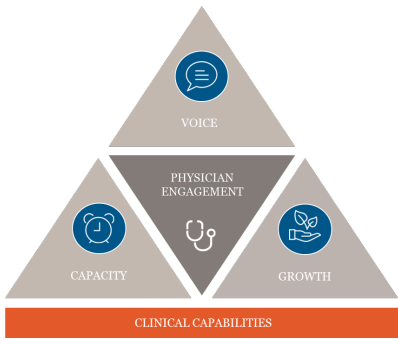 VOICE
PHYSICIAN
ENGAGEMENT
CAPACITY
GROWTH
CLINICAL CAPABILITIES